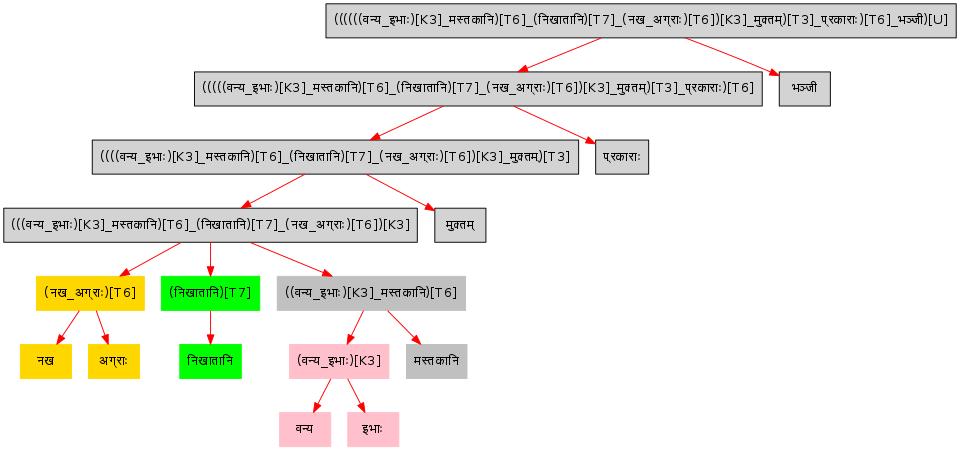 ((((((वन्य_इभाः)[K3]_मस्तकानि)[T6]_(निखातानि)[T7]_(नख_अग्राः)[T6])[K3]_मुक्तम्)[T3]_प्रकाराः)[T6]_भञ्जी)[U]
(((((वन्य_इभाः)[K3]_मस्तकानि)[T6]_(निखातानि)[T7]_(नख_अग्राः)[T6])[K3]_मुक्तम्)[T3]_प्रकाराः)[T6]
भञ्जी
((((वन्य_इभाः)[K3]_मस्तकानि)[T6]_(निखातानि)[T7]_(नख_अग्राः)[T6])[K3]_मुक्तम्)[T3]
प्रकाराः
(((वन्य_इभाः)[K3]_मस्तकानि)[T6]_(निखातानि)[T7]_(नख_अग्राः)[T6])[K3]
मुक्तम्
(नख_अग्राः)[T6]
(निखातानि)[T7]
((वन्य_इभाः)[K3]_मस्तकानि)[T6]
नख
अग्राः
निखातानि
(वन्य_इभाः)[K3]
मस्तकानि
वन्य
इभाः